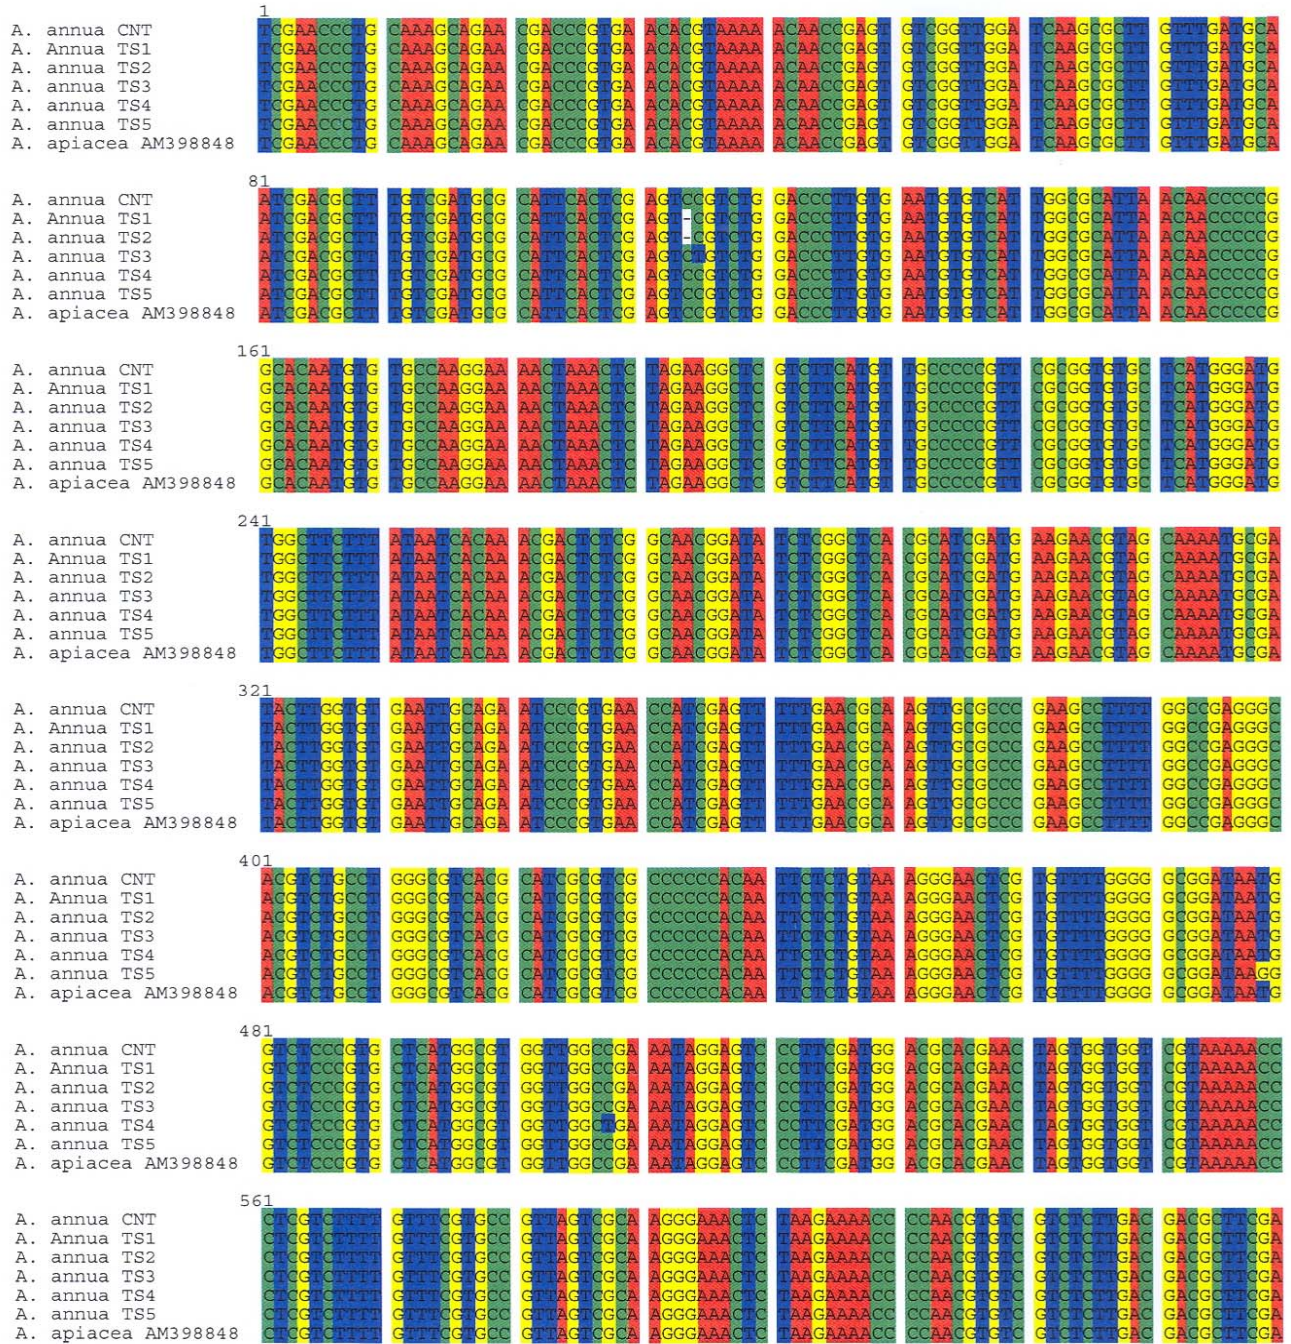 1
A. annua CNT TCGAACCCTG CAAAGCAGAA CGACCCGTGA ACACGTAAAA ACAACCGAGT GTCGGTTGGA TCAAGCGCTT GTTTGATGCA
A. Annua TS1 TCGAACCCTG CAAAGCAGAA CGACCCGTGA ACACGTAAAA ACAACCGAGT GTCGGTTGGA TCAAGCGCTT GTTTGATGCA
A. annua TS2 TCGAACCCTG CAAAGCAGAA CGACCCGTGA ACACGTAAAA ACAACCGAGT GTCGGTTGGA TCAAGCGCTT GTTTGATGCA
A. annua TS3 TCGAACCCTG CAAAGCAGAA CGACCCGTGA ACACGTAAAA ACAACCGAGT GTCGGTTGGA TCAAGCGCTT GTTTGATGCA
A. annua TS4 TCGAACCCTG CAAAGCAGAA CGACCCGTGA ACACGTAAAA ACAACCGAGT GTCGGTTGGA TCAAGCGCTT GTTTGATGCA
A. annua TS5 TCGAACCCTG CAAAGCAGAA CGACCCGTGA ACACGTAAAA ACAACCGAGT GTCGGTTGGA TCAAGCGCTT GTTTGATGCA
A. apiacea AM398848 TCGAACCCTG CAAAGCAGAA CGACCCGTGA ACACGTAAAA ACAACCGAGT GTCGGTTGGA TCAAGCGCTT GTTTGATGCA
81
A. annua CNT ATCGACGCTT TGTCGATGCG CATTCACTCG AGTCCGTCTG GACCCTTGTG AATGTGTCAT TGGCGCATTA ACAACCCCCG
A. Annua TS1 ATCGACGCTT TGTCGATGCG CATTCACTCG AGT-CGTCTG GACCCTTGTG AATGTGTCAT TGGCGCATTA ACAACCCCCG
A. annua TS2 ATCGACGCTT TGTCGATGCG CATTCACTCG AGT-CGTCTG GACCCTTGTG AATGTGTCAT TGGCGCATTA ACAACCCCCG
A. annua TS3 ATCGACGCTT TGTCGATGCG CATTCACTCG AGTCTGTCTG GACCCTTGTG AATGTGTCAT TGGCGCATTA ACAACCCCCG
A. annua TS4 ATCGACGCTT TGTCGATGCG CATTCACTCG AGTCCGTCTG GACCCTTGTG AATGTGTCAT TGGCGCATTA ACAACCCCCG
A. annua TS5 ATCGACGCTT TGTCGATGCG CATTCACTCG AGTCCGTCTG GACCCTTGTG AATGTGTCAT TGGCGCATTA ACAACCCCCG
A. apiacea AM398848 ATCGACGCTT TGTCGATGCG CATTCACTCG AGTCCGTCTG GACCCTTGTG AATGTGTCAT TGGCGCATTA ACAACCCCCG
161
A. annua CNT GCACAATGTG TGCCAAGGAA AACTAAACTC TAGAAGGCTC GTCTTCATGT TGCCCCCGTT CGCGGTGTGC TCATGGGATG
A. Annua TS1 GCACAATGTG TGCCAAGGAA AACTAAACTC TAGAAGGCTC GTCTTCATGT TGCCCCCGTT CGCGGTGTGC TCATGGGATG
A. annua TS2 GCACAATGTG TGCCAAGGAA AACTAAACTC TAGAAGGCTC GTCTTCATGT TGCCCCCGTT CGCGGTGTGC TCATGGGATG
A. annua TS3 GCACAATGTG TGCCAAGGAA AACTAAACTC TAGAAGGCTC GTCTTCATGT TGCCCCCGTT CGCGGTGTGC TCATGGGATG
A. annua TS4 GCACAATGTG TGCCAAGGAA AACTAAACTC TAGAAGGCTC GTCTTCATGT TGCCCCCGTT CGCGGTGTGC TCATGGGATG
A. annua TS5 GCACAATGTG TGCCAAGGAA AACTAAACTC TAGAAGGCTC GTCTTCATGT TGCCCCCGTT CGCGGTGTGC TCATGGGATG
A. apiacea AM398848 GCACAATGTG TGCCAAGGAA AACTAAACTC TAGAAGGCTC GTCTTCATGT TGCCCCCGTT CGCGGTGTGC TCATGGGATG
241
A. annua CNT TGGCTTCTTT ATAATCACAA ACGACTCTCG GCAACGGATA TCTCGGCTCA CGCATCGATG AAGAACGTAG CAAAATGCGA
A. Annua TS1 TGGCTTCTTT ATAATCACAA ACGACTCTCG GCAACGGATA TCTCGGCTCA CGCATCGATG AAGAACGTAG CAAAATGCGA
A. annua TS2 TGGCTTCTTT ATAATCACAA ACGACTCTCG GCAACGGATA TCTCGGCTCA CGCATCGATG AAGAACGTAG CAAAATGCGA
A. annua TS3 TGGCTTCTTT ATAATCACAA ACGACTCTCG GCAACGGATA TCTCGGCTCA CGCATCGATG AAGAACGTAG CAAAATGCGA
A. annua TS4 TGGCTTCTTT ATAATCACAA ACGACTCTCG GCAACGGATA TCTCGGCTCA CGCATCGATG AAGAACGTAG CAAAATGCGA
A. annua TS5 TGGCTTCTTT ATAATCACAA ACGACTCTCG GCAACGGATA TCTCGGCTCA CGCATCGATG AAGAACGTAG CAAAATGCGA
A. apiacea AM398848 TGGCTTCTTT ATAATCACAA ACGACTCTCG GCAACGGATA TCTCGGCTCA CGCATCGATG AAGAACGTAG CAAAATGCGA
321
A. annua CNT TACTTGGTGT GAATTGCAGA ATCCCGTGAA CCATCGAGTT TTTGAACGCA AGTTGCGCCC GAAGCCTTTT GGCCGAGGGC
A. Annua TS1 TACTTGGTGT GAATTGCAGA ATCCCGTGAA CCATCGAGTT TTTGAACGCA AGTTGCGCCC GAAGCCTTTT GGCCGAGGGC
A. annua TS2 TACTTGGTGT GAATTGCAGA ATCCCGTGAA CCATCGAGTT TTTGAACGCA AGTTGCGCCC GAAGCCTTTT GGCCGAGGGC
A. annua TS3 TACTTGGTGT GAATTGCAGA ATCCCGTGAA CCATCGAGTT TTTGAACGCA AGTTGCGCCC GAAGCCTTTT GGCCGAGGGC
A. annua TS4 TACTTGGTGT GAATTGCAGA ATCCCGTGAA CCATCGAGTT TTTGAACGCA AGTTGCGCCC GAAGCCTTTT GGCCGAGGGC
A. annua TS5 TACTTGGTGT GAATTGCAGA ATCCCGTGAA CCATCGAGTT TTTGAACGCA AGTTGCGCCC GAAGCCTTTT GGCCGAGGGC
A. apiacea AM398848 TACTTGGTGT GAATTGCAGA ATCCCGTGAA CCATCGAGTT TTTGAACGCA AGTTGCGCCC GAAGCCTTTT GGCCGAGGGC
401
A. annua CNT ACGTCTGCCT GGGCGTCACG CATCGCGTCG CCCCCCACAA TTCTCTGTAA AGGGAACTCG TGTTTTGGGG GCGGATAATG
A. Annua TS1 ACGTCTGCCT GGGCGTCACG CATCGCGTCG CCCCCCACAA TTCTCTGTAA AGGGAACTCG TGTTTTGGGG GCGGATAATG
A. annua TS2 ACGTCTGCCT GGGCGTCACG CATCGCGTCG CCCCCCACAA TTCTCTGTAA AGGGAACTCG TGTTTTGGGG GCGGATAATG
A. annua TS3 ACGTCTGCCT GGGCGTCACG CATCGCGTCG CCCCCCACAA TTCTCTGTAA AGGGAACTCG TGTTTTGGGG GCGGATAATG
A. annua TS4 ACGTCTGCCT GGGCGTCACG CATCGCGTCG CCCCCCACAA TTCTCTGTAA AGGGAACTCG TGTTTTGGGG GCGGATAATG
A. annua TS5 ACGTCTGCCT GGGCGTCACG CATCGCGTCG CCCCCCACAA TTCTCTGTAA AGGGAACTCG TGTTTTGGGG GCGGATAAGG
A. apiacea AM398848 ACGTCTGCCT GGGCGTCACG CATCGCGTCG CCCCCCACAA TTCTCTGTAA AGGGAACTCG TGTTTTGGGG GCGGATAATG
481
A. annua CNT GTCTCCCGTG CTCATGGCGT GGTTGGCCGA AATAGGAGTC CCTTCGATGG ACGCACGAAC TAGTGGTGGT CGTAAAAACC
A. Annua TS1 GTCTCCCGTG CTCATGGCGT GGTTGGCCGA AATAGGAGTC CCTTCGATGG ACGCACGAAC TAGTGGTGGT CGTAAAAACC
A. annua TS2 GTCTCCCGTG CTCATGGCGT GGTTGGCCGA AATAGGAGTC CCTTCGATGG ACGCACGAAC TAGTGGTGGT CGTAAAAACC
A. annua TS3 GTCTCCCGTG CTCATGGCGT GGTTGGCCGA AATAGGAGTC CCTTCGATGG ACGCACGAAC TAGTGGTGGT CGTAAAAACC
A. annua TS4 GTCTCCCGTG CTCATGGCGT GGTTGGCTGA AATAGGAGTC CCTTCGATGG ACGCACGAAC TAGTGGTGGT CGTAAAAACC
A. annua TS5 GTCTCCCGTG CTCATGGCGT GGTTGGCCGA AATAGGAGTC CCTTCGATGG ACGCACGAAC TAGTGGTGGT CGTAAAAACC
A. apiacea AM398848 GTCTCCCGTG CTCATGGCGT GGTTGGCCGA AATAGGAGTC CCTTCGATGG ACGCACGAAC TAGTGGTGGT CGTAAAAACC
561
A. annua CNT CTCGTCTTTT GTTTCGTGCC GTTAGTCGCA AGGGAAACTC TAAGAAAACC CCAACGTGTC GTCTCTTGAC GACGCTTCGA
A. Annua TS1 CTCGTCTTTT GTTTCGTGCC GTTAGTCGCA AGGGAAACTC TAAGAAAACC CCAACGTGTC GTCTCTTGAC GACGCTTCGA
A. annua TS2 CTCGTCTTTT GTTTCGTGCC GTTAGTCGCA AGGGAAACTC TAAGAAAACC CCAACGTGTC GTCTCTTGAC GACGCTTCGA
A. annua TS3 CTCGTCTTTT GTTTCGTGCC GTTAGTCGCA AGGGAAACTC TAAGAAAACC CCAACGTGTC GTCTCTTGAC GACGCTTCGA
A. annua TS4 CTCGTCTTTT GTTTCGTGCC GTTAGTCGCA AGGGAAACTC TAAGAAAACC CCAACGTGTC GTCTCTTGAC GACGCTTCGA
A. annua TS5 CTCGTCTTTT GTTTCGTGCC GTTAGTCGCA AGGGAAACTC TAAGAAAACC CCAACGTGTC GTCTCTTGAC GACGCTTCGA
A. apiacea AM398848 CTCGTCTTTT GTTTCGTGCC GTTAGTCGCA AGGGAAACTC TAAGAAAACC CCAACGTGTC GTCTCTTGAC GACGCTTCGA